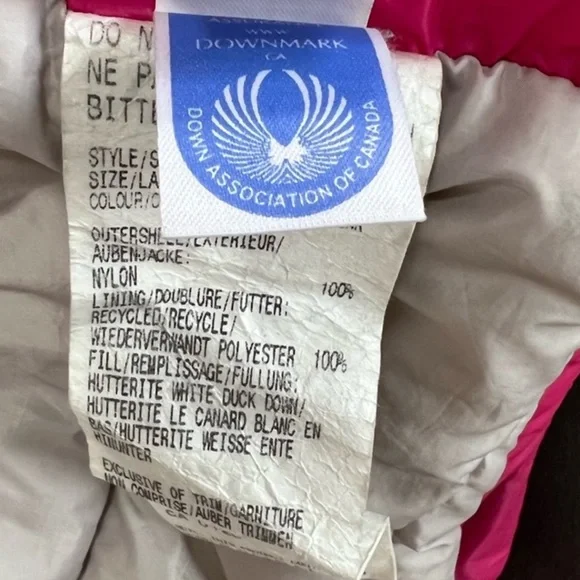 WWW
DOWNMARK
CA
DOWN ASSOCIATION OF CANADA
DO N
NE P
BITTE
STYLE/S
SIZE/LA
COLOUR/C
OUTERSHELL/EXTERIEUR/
AUBENJACKE:
NYLON 100%
LINING/DOUBLURE/FUTTER:
RECYCLED/RECYCLE/
WIEDERVERWANDT POLYESTER 100%
FILL/REMPLISSAGE/FULLUNG:
HUTTERITE WHITE DUCK DOWN/
HUTTERITE LE CANARD BLANC EN
BAS/HUTTERITE WEISSE ENTE
HINUNTER
EXCLUSIVE OF TRIM/GARNITURE
NON COMPRISE/AUBER TRIMMEN